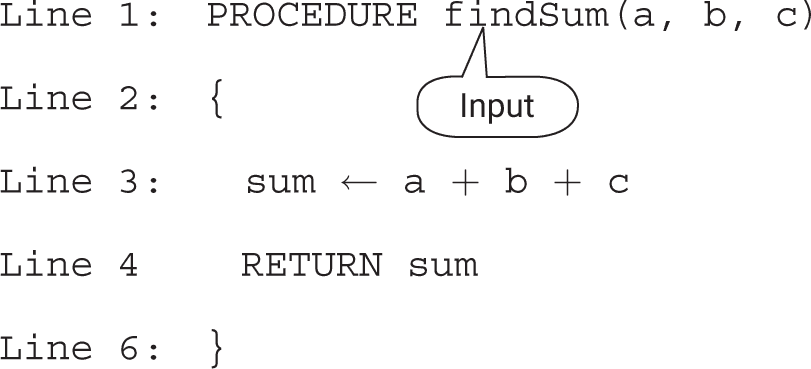 Line 1: PROCEDURE findSum(a, b, c)
Input
Line 2: {
Line 3: sum ← a + b + c
Line 4 RETURN sum
Line 6: }